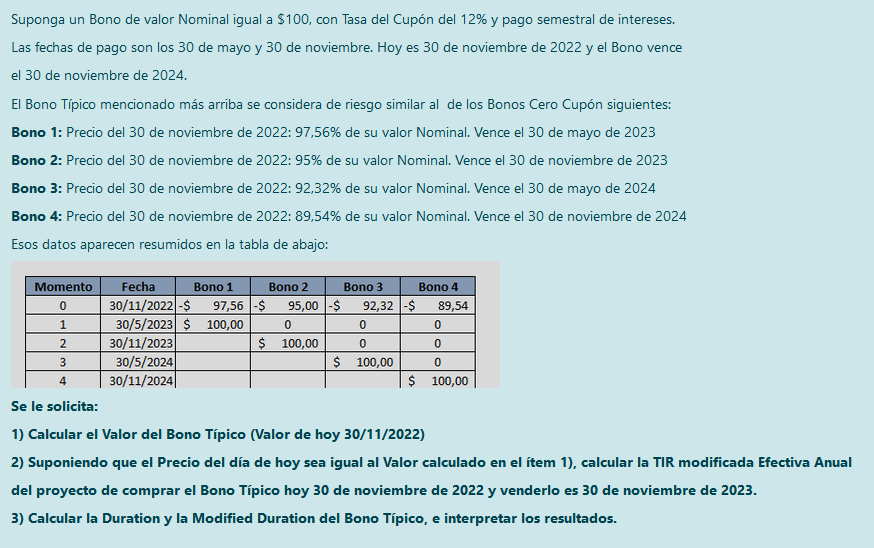 Suponga un Bono de valor Nominal igual a $100, con Tasa del Cupón del 12% y pago semestral de intereses.
Las fechas de pago son los 30 de mayo y 30 de noviembre. Hoy es 30 de noviembre de 2022 y el Bono vence
el 30 de noviembre de 2024.
El Bono Típico mencionado más arriba se considera de riesgo similar al de los Bonos Cero Cupón siguientes:
Bono 1: Precio del 30 de noviembre de 2022: 97,56% de su valor Nominal. Vence el 30 de mayo de 2023
Bono 2: Precio del 30 de noviembre de 2022: 95% de su valor Nominal. Vence el 30 de noviembre de 2023
Bono 3: Precio del 30 de noviembre de 2022: 92,32% de su valor Nominal. Vence el 30 de mayo de 2024
Bono 4: Precio del 30 de noviembre de 2022: 89,54% de su valor Nominal. Vence el 30 de noviembre de 2024
Esos datos aparecen resumidos en la tabla de abajo:
Momento Fecha Bono 1 Bono 2 Bono 3 Bono 4
0 30/11/2022 -$ 97,56 -$ 95,00 -$ 92,32 -$ 89,54
1 30/5/2023 $ 100,00 0 0 0
2 30/11/2023 $ 100,00 0 0
3 30/5/2024 $ 100,00 0
4 30/11/2024 $ 100,00
Se le solicita:
1) Calcular el Valor del Bono Típico (Valor de hoy 30/11/2022)
2) Suponiendo que el Precio del día de hoy sea igual al Valor calculado en el ítem 1), calcular la TIR modificada Efectiva Anual
del proyecto de comprar el Bono Típico hoy 30 de noviembre de 2022 y venderlo es 30 de noviembre de 2023.
3) Calcular la Duration y la Modified Duration del Bono Típico, e interpretar los resultados.